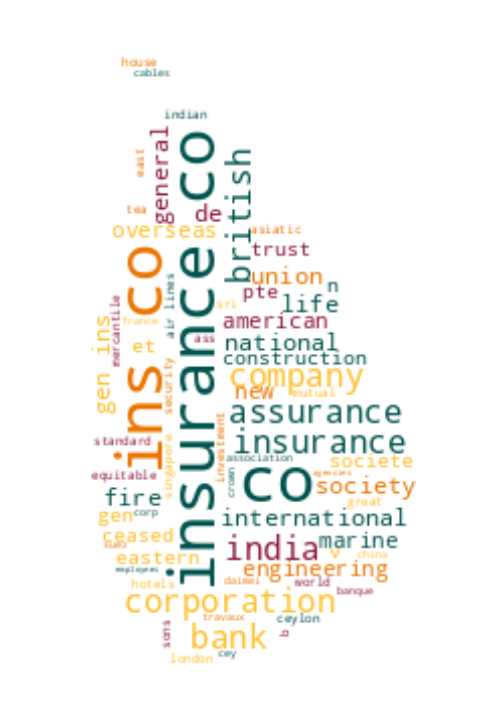 house
cables
indian
insurance co
general
british
east
tea
de
overseas
asiatic
trust
ins co
union
n
pte
life
air lines
sri
mercantile
france
american
gen ins
et
ass
national
construction
security
company
new
mutual
assurance
standard
insurance
investment
singapore
association
societe
equitable
agencies
co
society
crown
fire
great
corp
gen
international
ceased
marine
suez
india
v
china
eastern
employees
engineering
hotels
daimei
world
banque
corporation
travaux
ceylon
sons
bank
b
cey
london